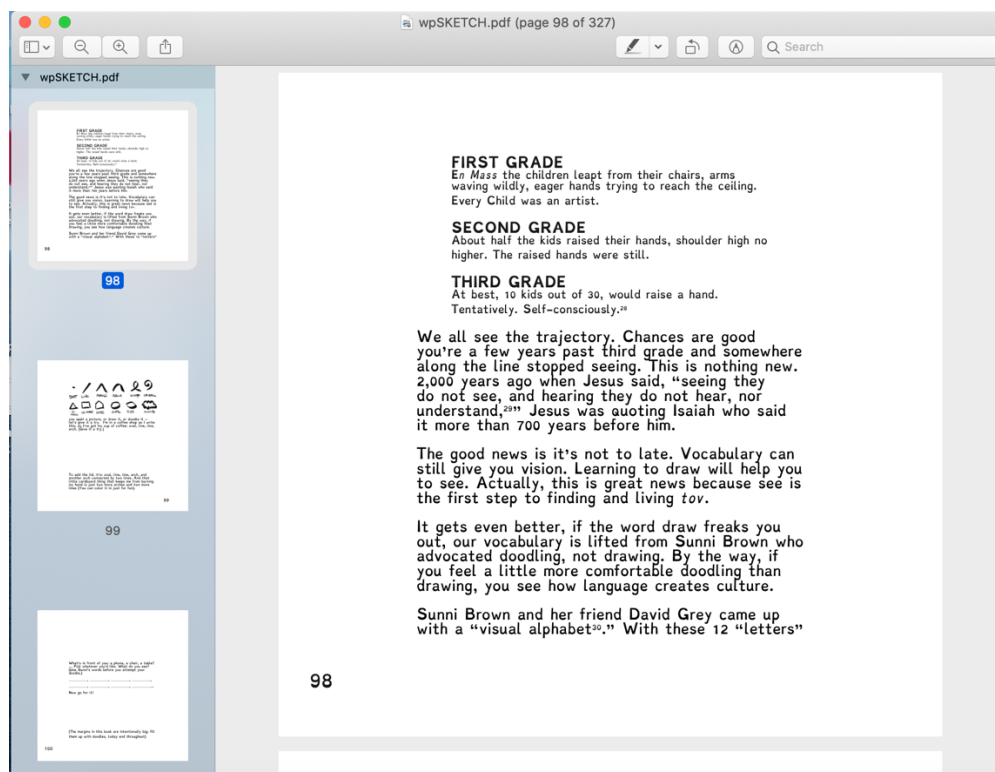 wpSKETCH.pdf (page 98 of 327)
Search
wpSKETCH.pdf
98
99
FIRST GRADE
En Mass the children leapt from their chairs, arms
waving wildly, eager hands trying to reach the ceiling.
Every Child was an artist.
SECOND GRADE
About half the kids raised their hands, shoulder high no
higher. The raised hands were still.
THIRD GRADE
At best, 10 kids out of 30, would raise a hand.
Tentatively. Self-consciously.28
We all see the trajectory. Chances are good
you're a few years past third grade and somewhere
along the line stopped seeing. This is nothing new.
2,000 years ago when Jesus said, “seeing they
do not see, and hearing they do not hear, nor
understand,29” Jesus was quoting Isaiah who said
it more than 700 years before him.
The good news is it's not to late. Vocabulary can
still give you vision. Learning to draw will help you
to see. Actually, this is great news because see is
the first step to finding and living tov.
It gets even better, if the word draw freaks you
out, our vocabulary is lifted from Sunni Brown who
advocated doodling, not drawing. By the way, if
you feel a little more comfortable doodling than
drawing, you see how language creates culture.
Sunni Brown and her friend David Grey came up
with a “visual alphabet30.” With these 12 “letters”
98